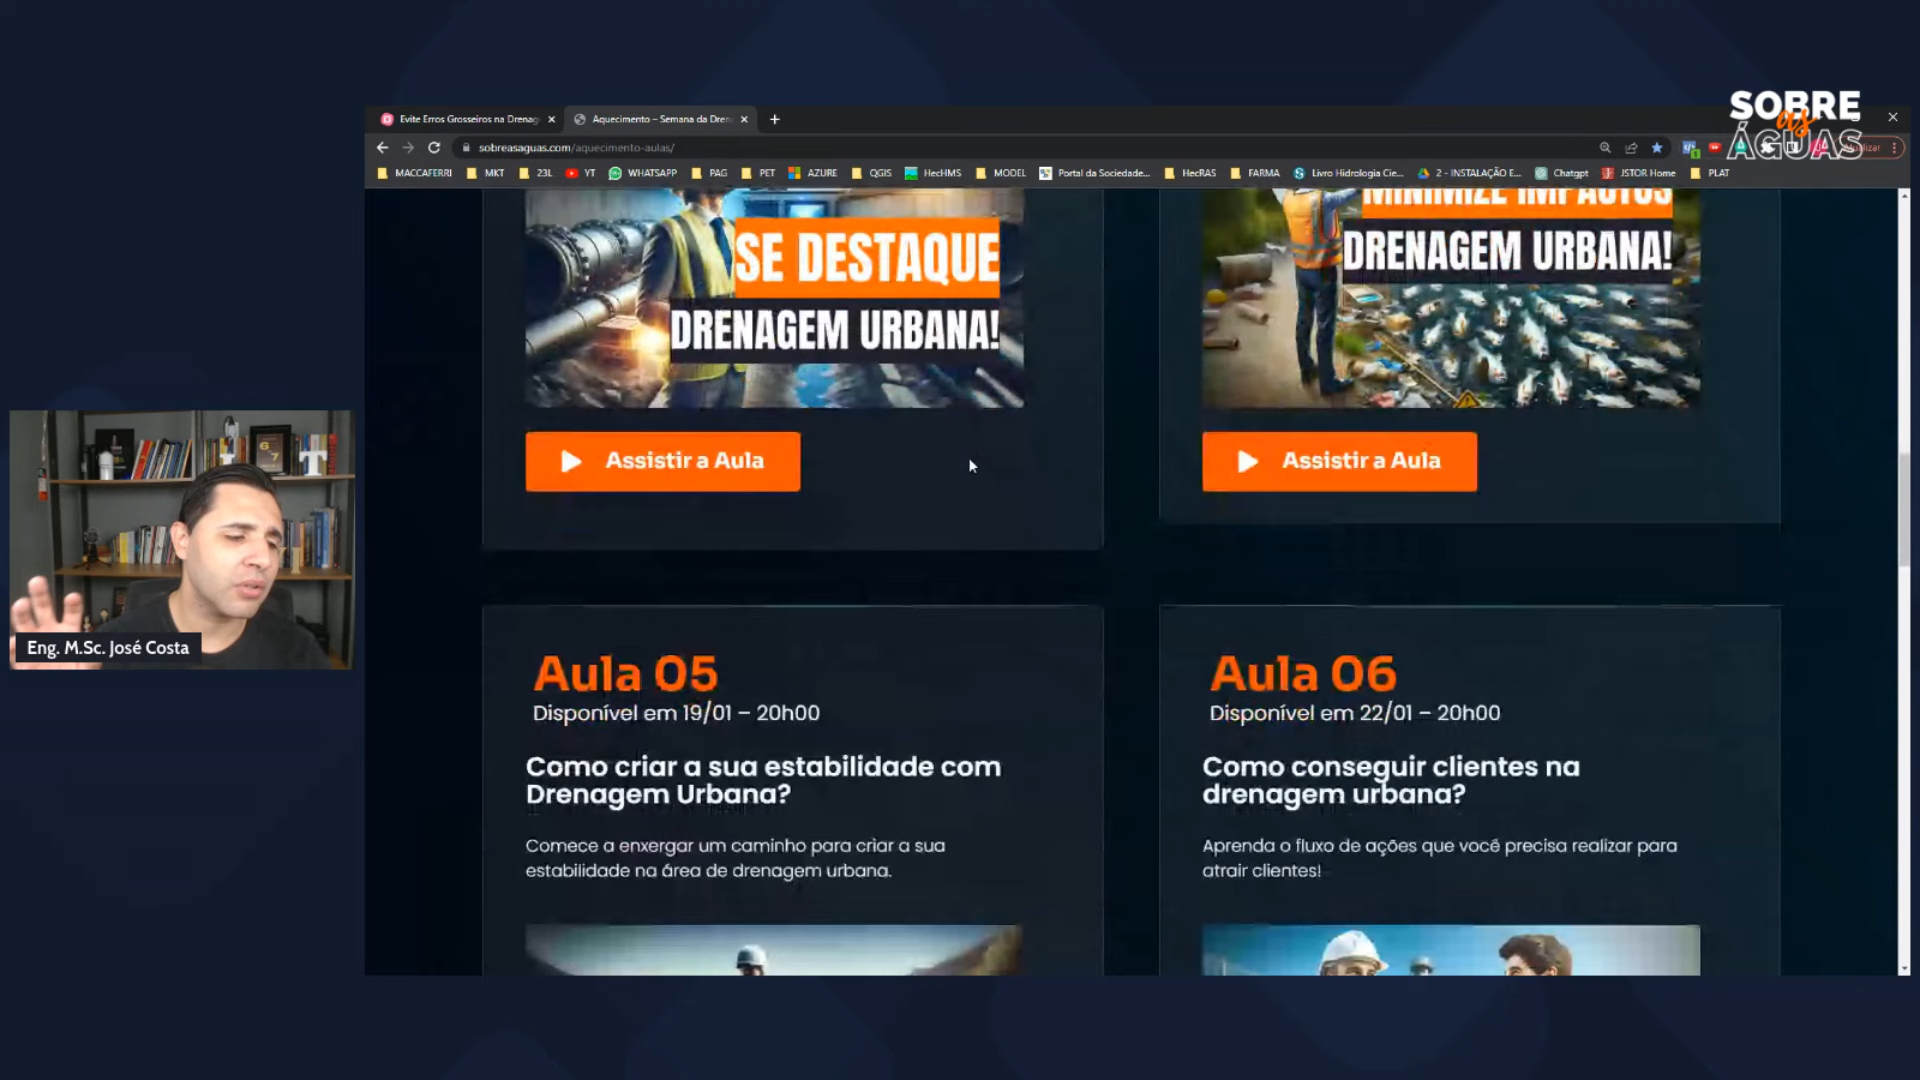 SOBRE
as
ÁGUAS
Evite Erros Grosseiros na Drenag
Aquecimento – Semana da Dren
sobreasaguas.com/aquecimento-aulas/
MACCAFERRI
MKT
23L
YT
WHATSAPP
PAG
PET
AZURE
QGIS
HecHMS
MODEL
Portal da Sociedade...
HecRAS
FARMA
Livro Hidrologia Cie...
2 - INSTALAÇÃO E...
Chatgpt
JSTOR Home
PLAT
SE DESTAQUE
DRENAGEM URBANA!
MINIMIZE IMPACTOS
DRENAGEM URBANA!
Assistir a Aula
Assistir a Aula
Eng. M.Sc. José Costa
Aula 05
Disponível em 19/01 – 20h00
Como criar a sua estabilidade com
Drenagem Urbana?
Comece a enxergar um caminho para criar a sua
estabilidade na área de drenagem urbana.
Aula 06
Disponível em 22/01 – 20h00
Como conseguir clientes na
drenagem urbana?
Aprenda o fluxo de ações que você precisa realizar para
atrair clientes!